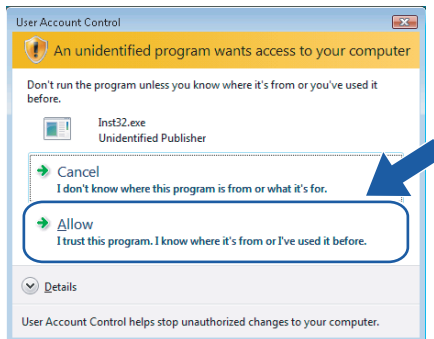 User Account Control
An unidentified program wants access to your computer
Don't run the program unless you know where it's from or you've used it
before.
Inst32.exe
Unidentified Publisher
Cancel
I don't know where this program is from or what it's for.
Allow
I trust this program. I know where it's from or I've used it before.
Details
User Account Control helps stop unauthorized changes to your computer.